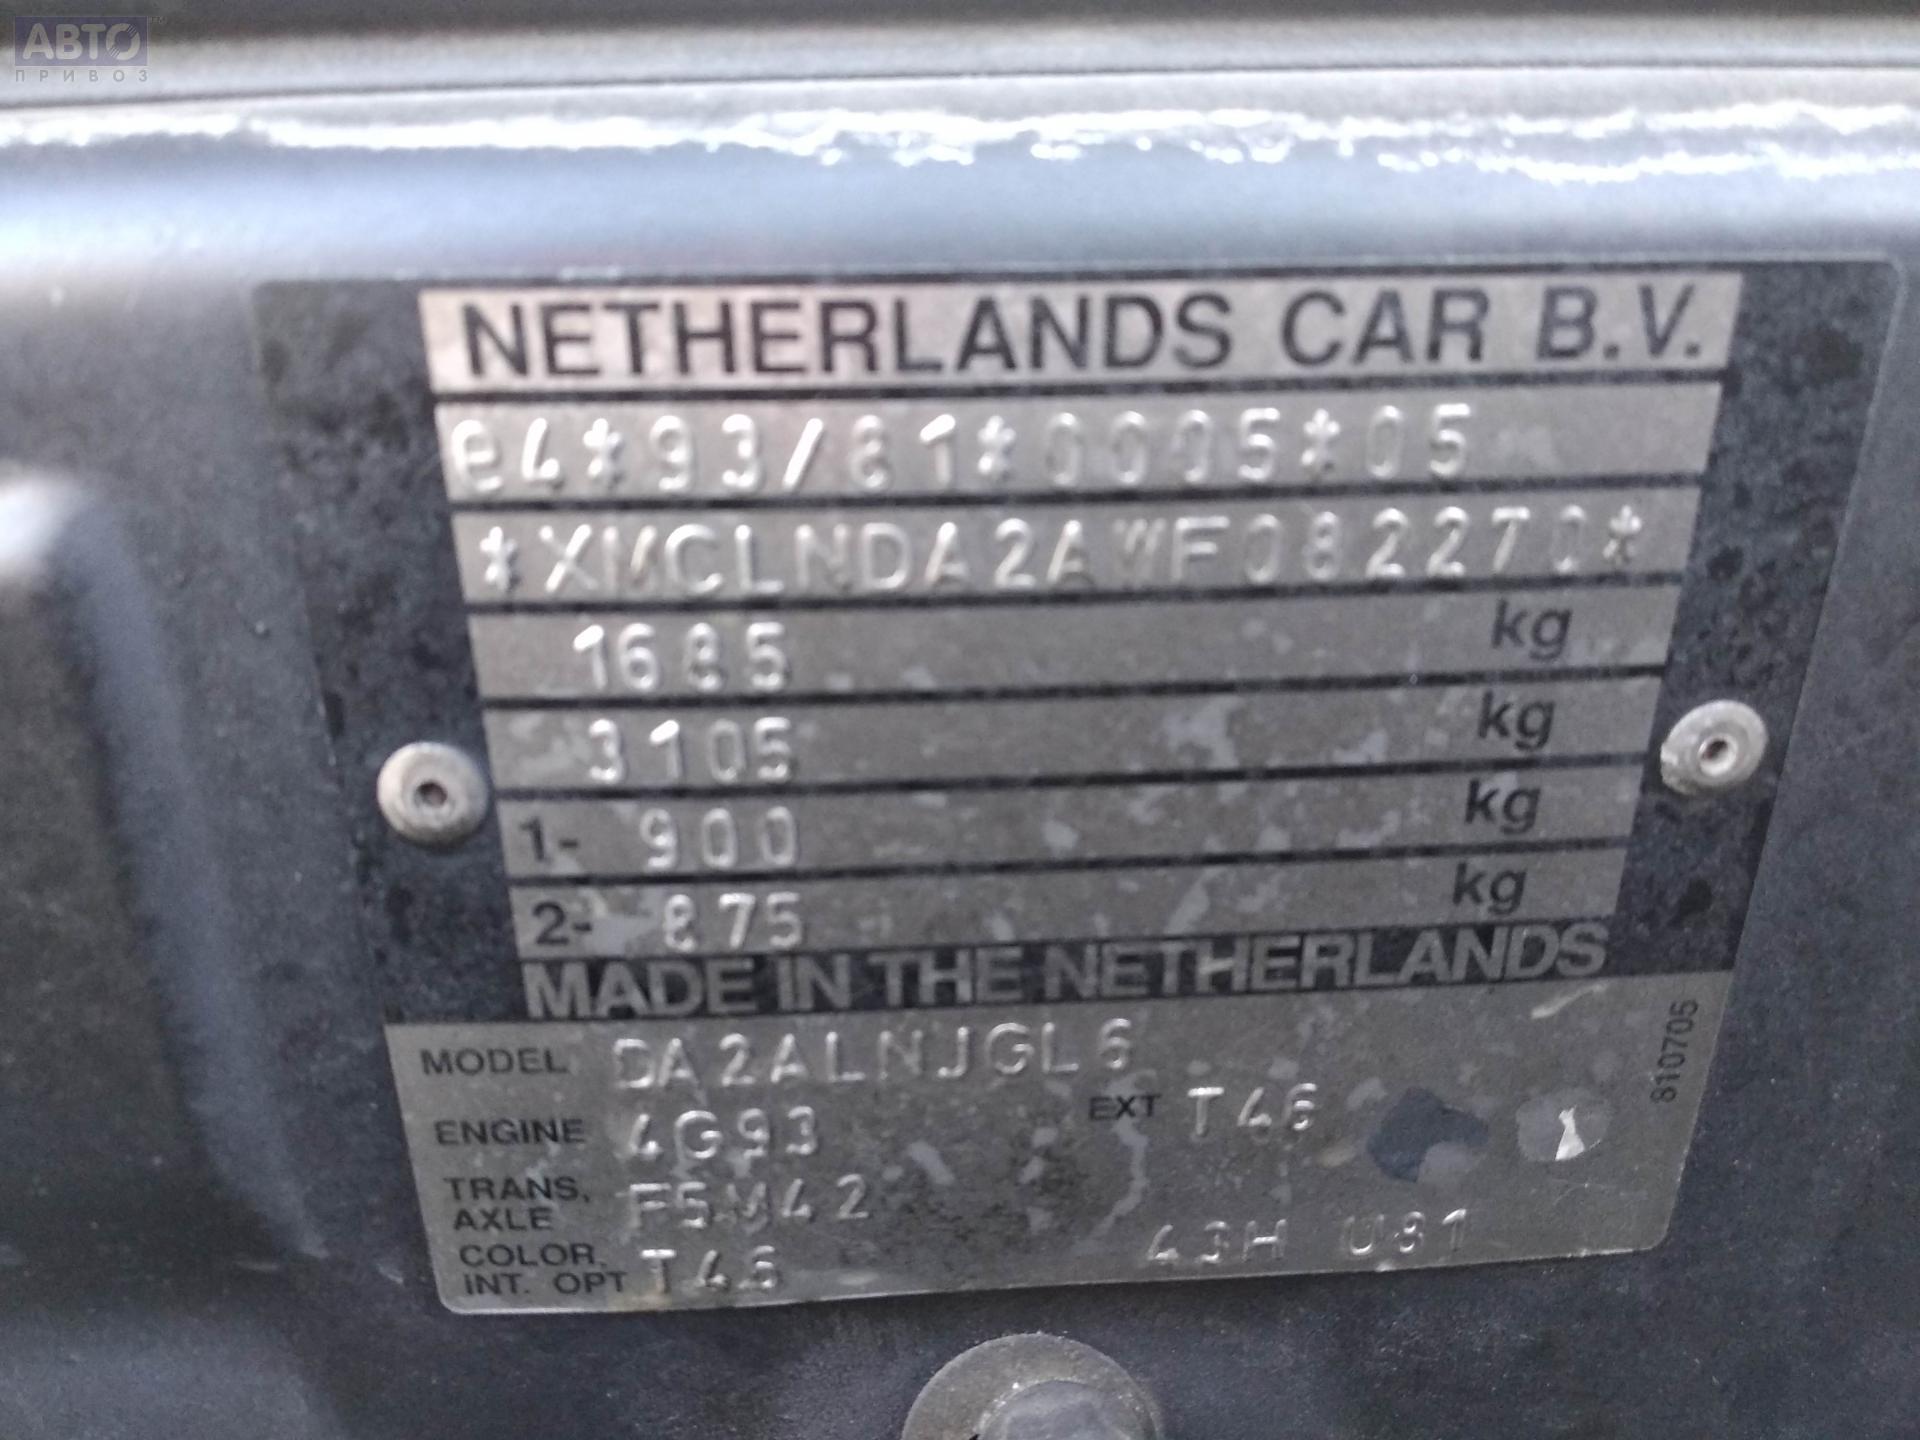 АВТО
ПРИВОЗ
NETHERLANDS CAR B.V.
e4*93/81*0005*05
*XMCLNDA2AWF082270*
1685 kg
3105 kg
1- 900 kg
2- 875 kg
MADE IN THE NETHERLANDS
MODEL DA2ALNJGL6
ENGINE 4G93 EXT T46
TRANS, AXLE F5M42
COLOR, INT. OPT T46 43H U81
810705